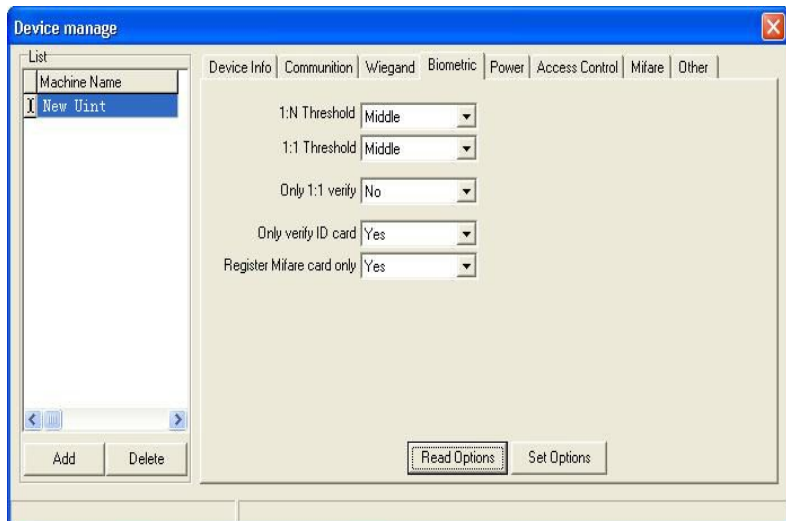 Device manage
List
Machine Name
New Uint
Add Delete
Device Info Communition Wiegand Biometric Power Access Control Mifare Other
1:N Threshold Middle
1:1 Threshold Middle
Only 1:1 verify No
Only verify ID card Yes
Register Mifare card only Yes
Read Options Set Options